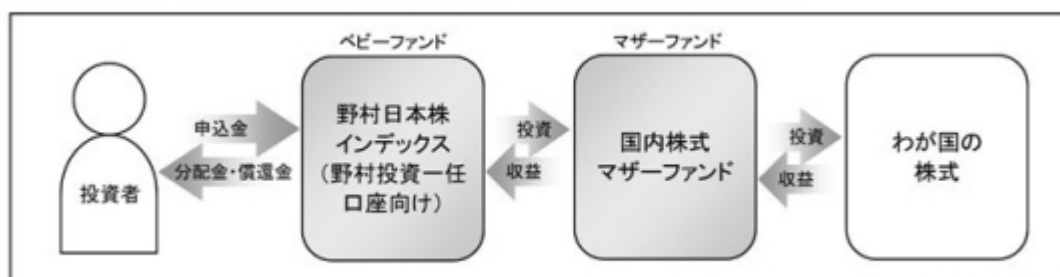 ベビーファンド
マザーファンド
申込金
分配金・償還金
投資者
野村日本株
インデックス
(野村投資一任
口座向け)
投資
収益
国内株式
マザーファンド
投資
収益
わが国の
株式